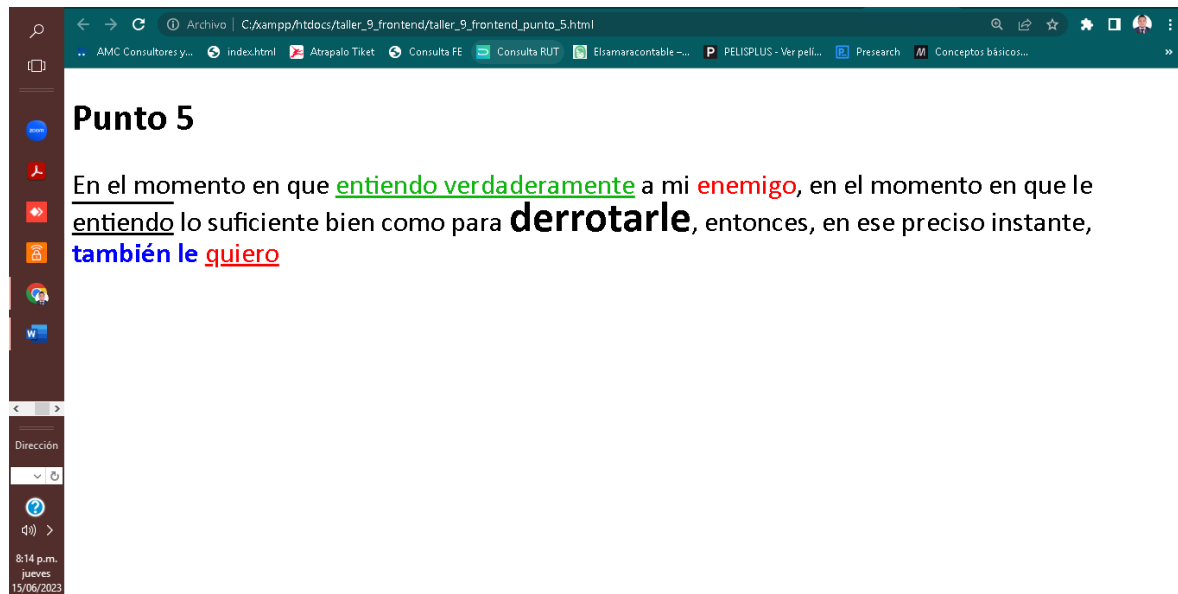 Archivo | C:/xampp/htdocs/taller_9_frontend/taller_9_frontend_punto_5.html
AMC Consultores y... index.html Atrapalo Tiket Consulta FE Consulta RUT Elsamaracontable –... PELISPLUS - Ver pelí... Presearch Conceptos básicos... »
zoom
Punto 5
En el momento en que entiendo verdaderamente a mi enemigo, en el momento en que le
entiendo lo suficiente bien como para derrotarle, entonces, en ese preciso instante,
también le quiero
Dirección
8:14 p.m.
jueves
15/06/2023